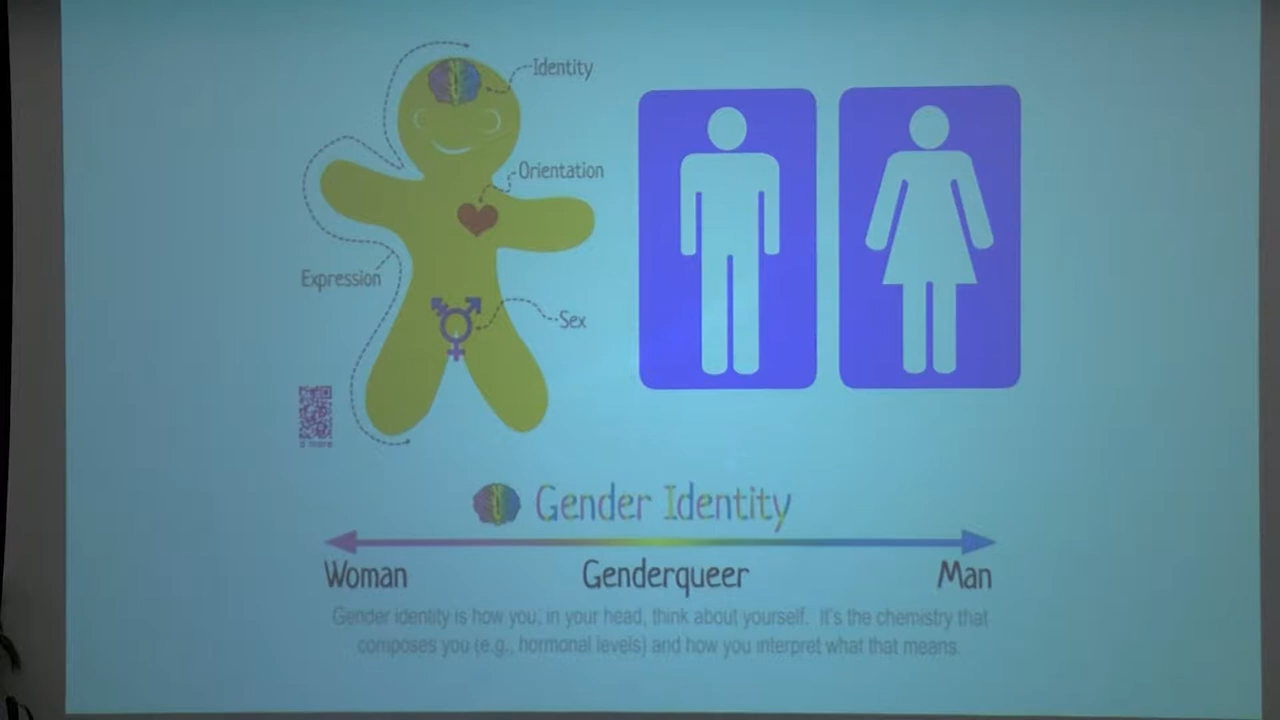 Identity
Orientation
Expression
Sex
Gender Identity
Woman
Genderqueer
Man
Gender identity is how you, in your head, think about yourself. It's the chemistry that
composes you (e.g., hormonal levels) and how you interpret what that means.